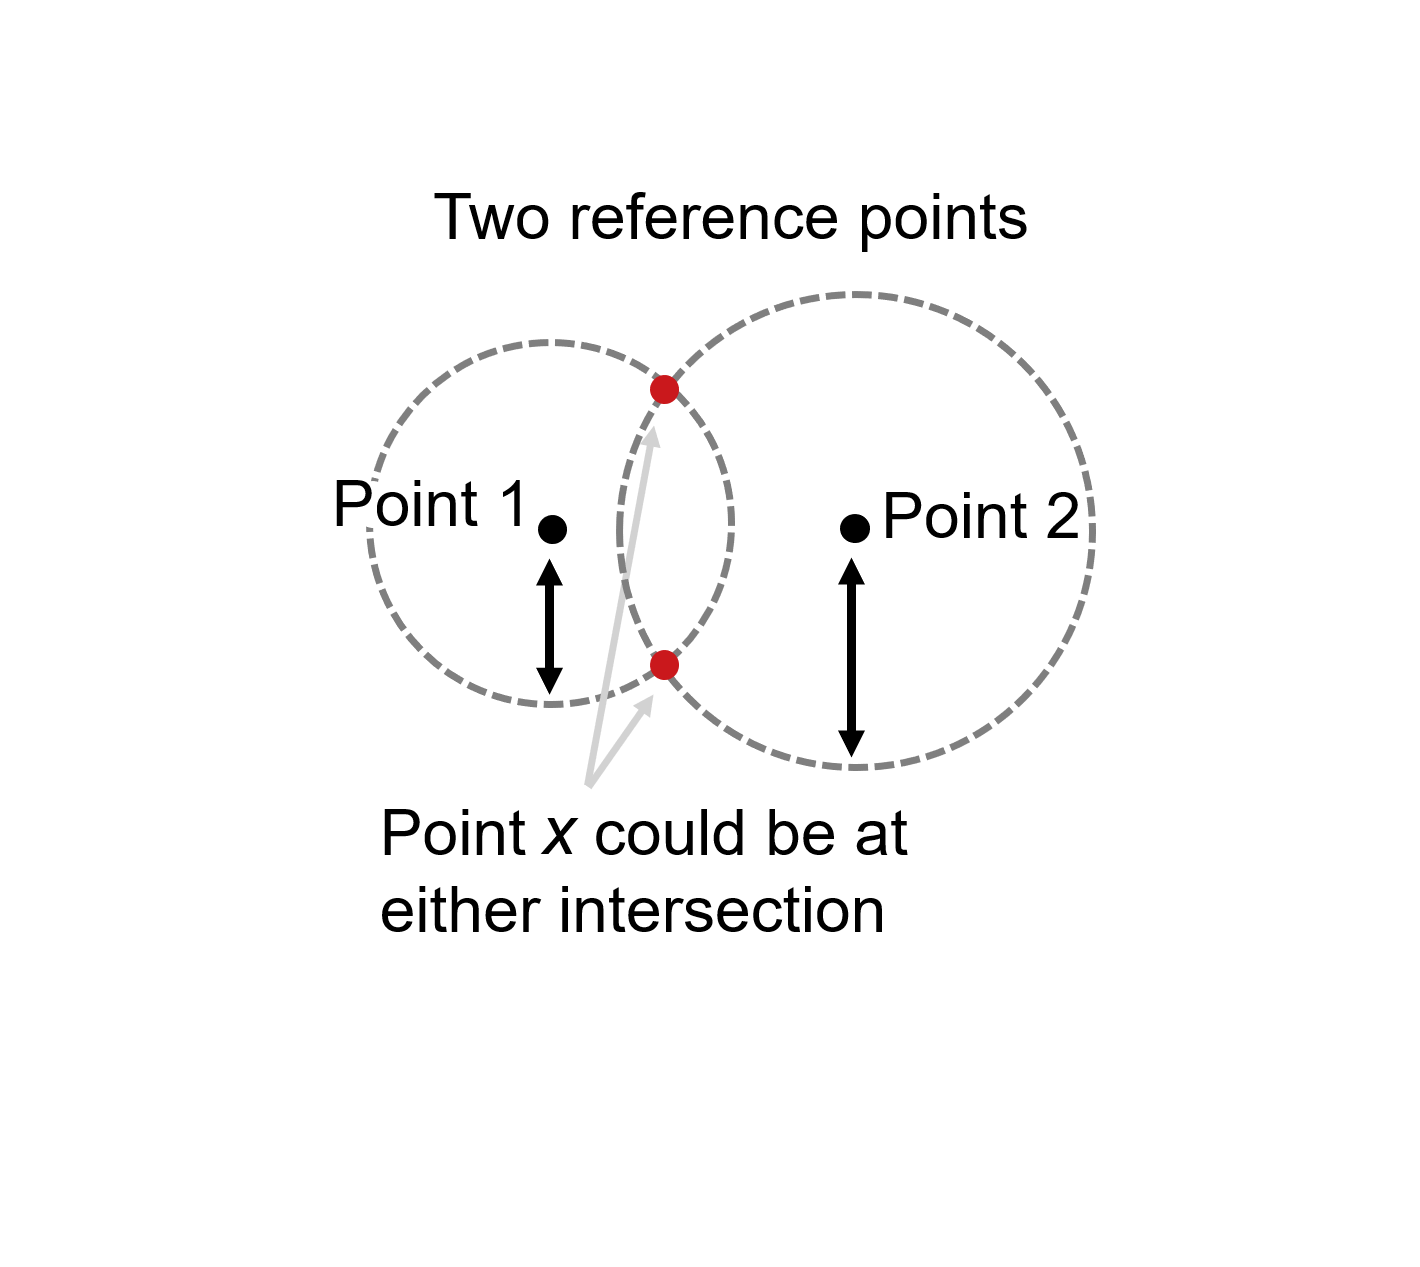 Two reference points
Point 1
Point 2
Point x could be at
either intersection